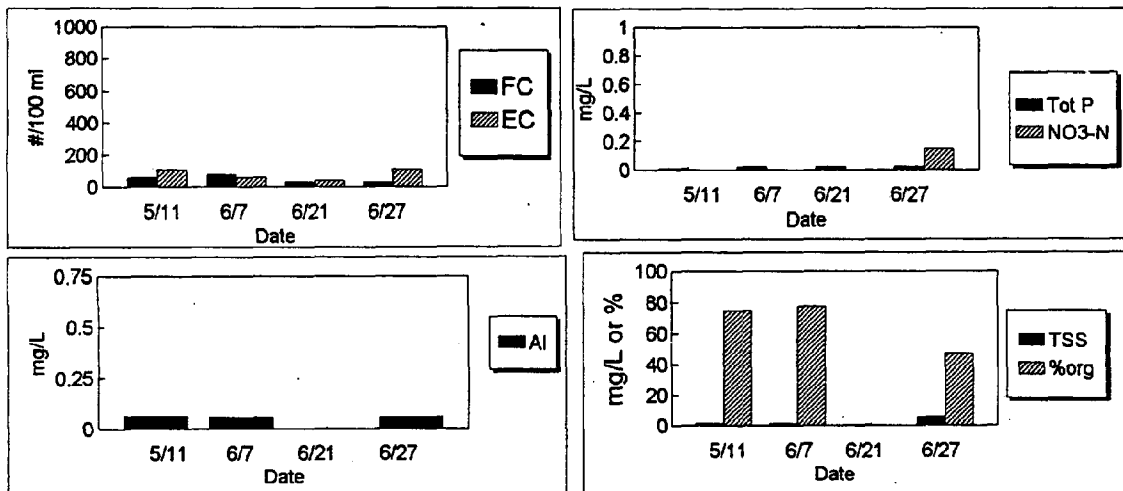 1000
800
600
400
200
0
#/100 ml
5/11 6/7 6/21 6/27
Date
FC
EC
1
0.8
0.6
0.4
0.2
0
mg/L
5/11 6/7 6/21 6/27
Date
Tot P
NO3-N
0.75
0.5
0.25
0
mg/L
5/11 6/7 6/21 6/27
Date
Al
100
80
60
40
20
0
mg/L or %
5/11 6/7 6/21 6/27
Date
TSS
%org